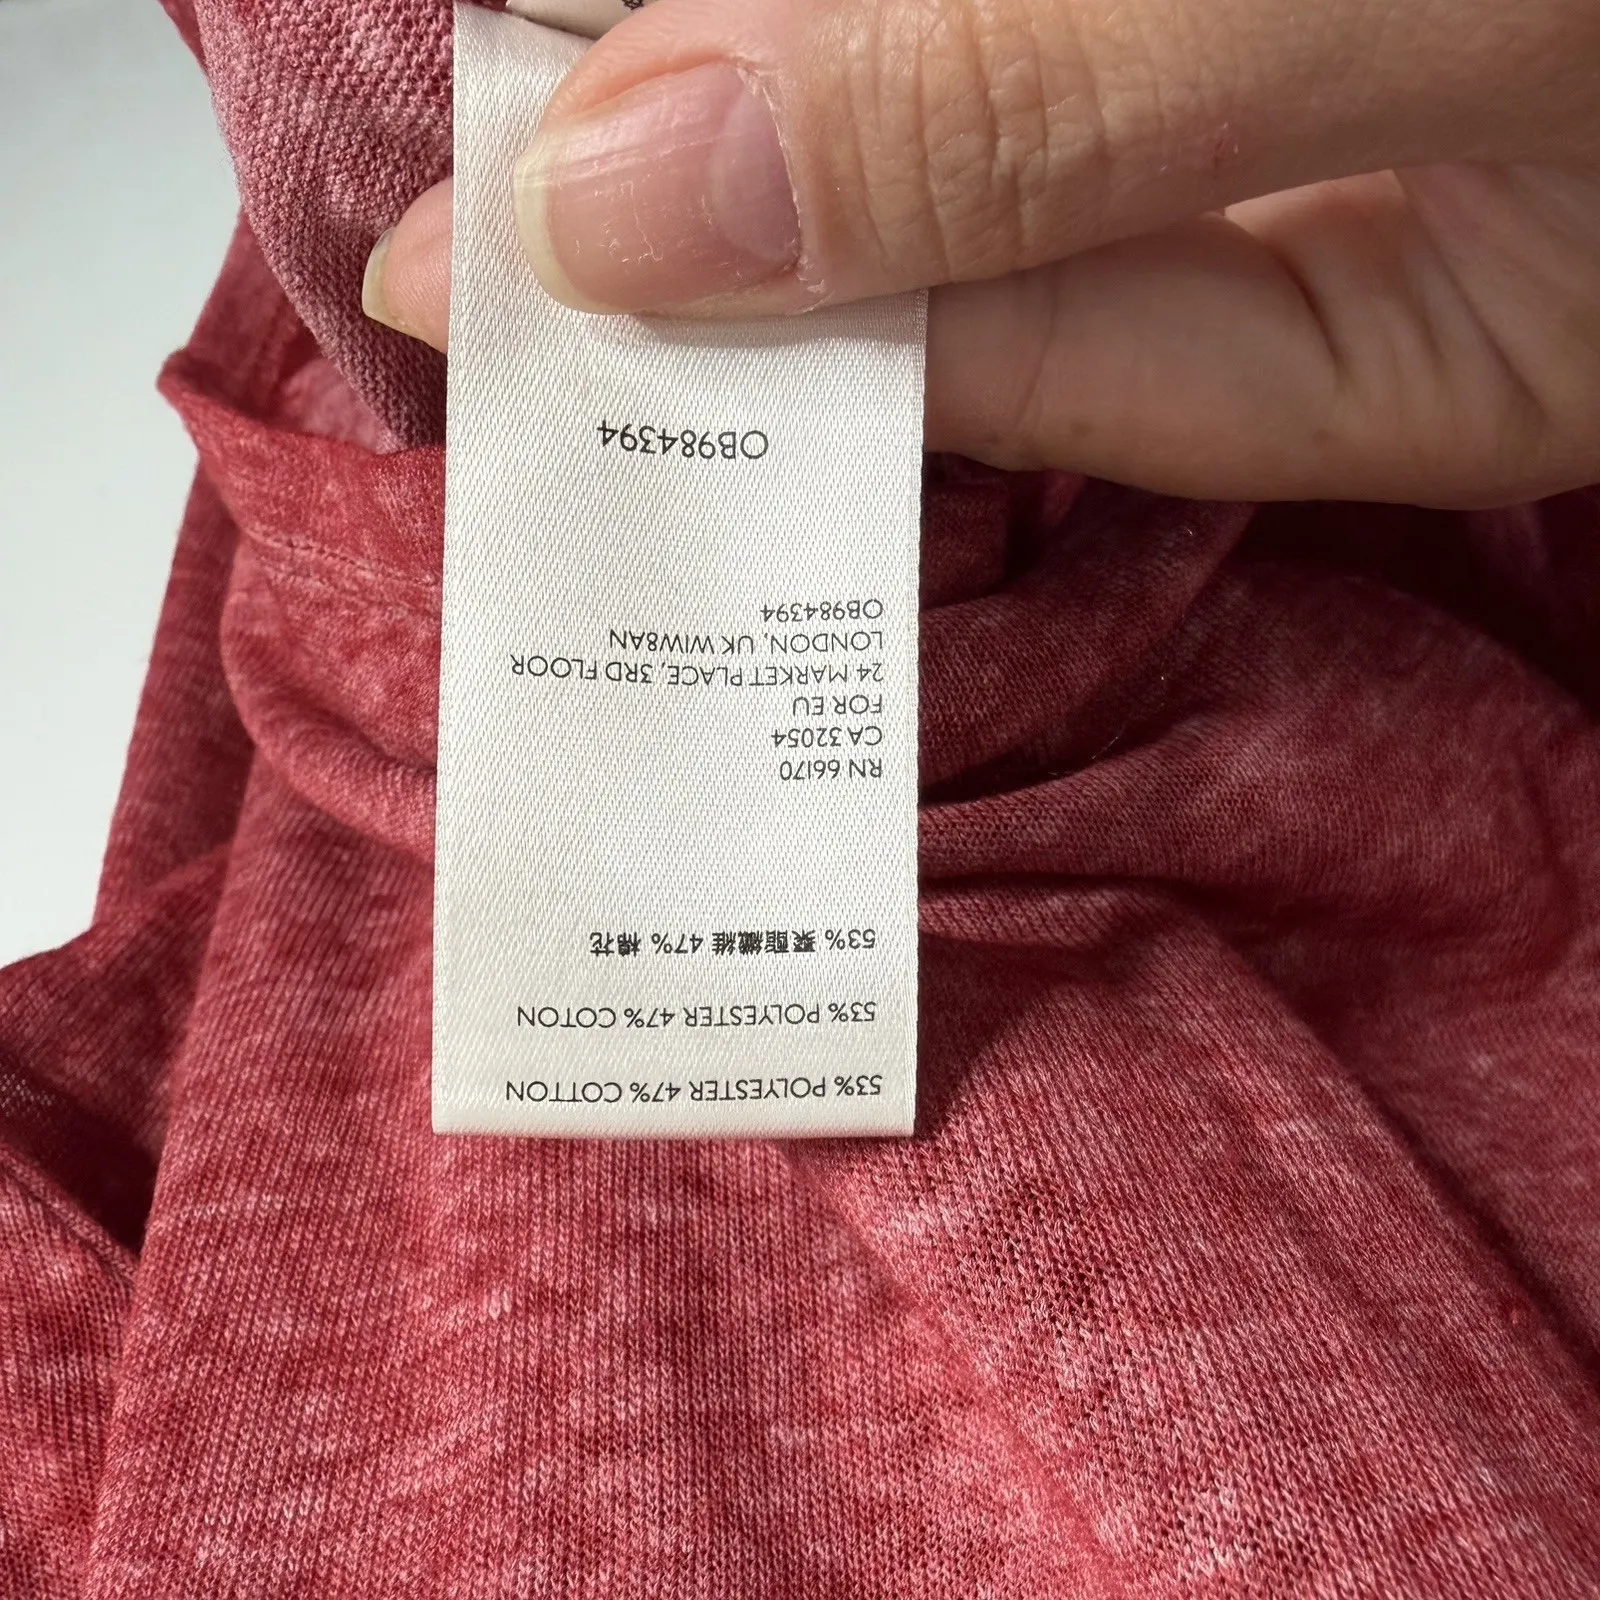 53% POLYESTER 47% COTTON
53% POLYESTER 47% COTON
53% 聚酯纖維 47% 棉花
RN 66170
CA 32054
FOR EU
24 MARKET PLACE, 3RD FLOOR
LONDON, UK W1W8AN
OB984394
OB984394